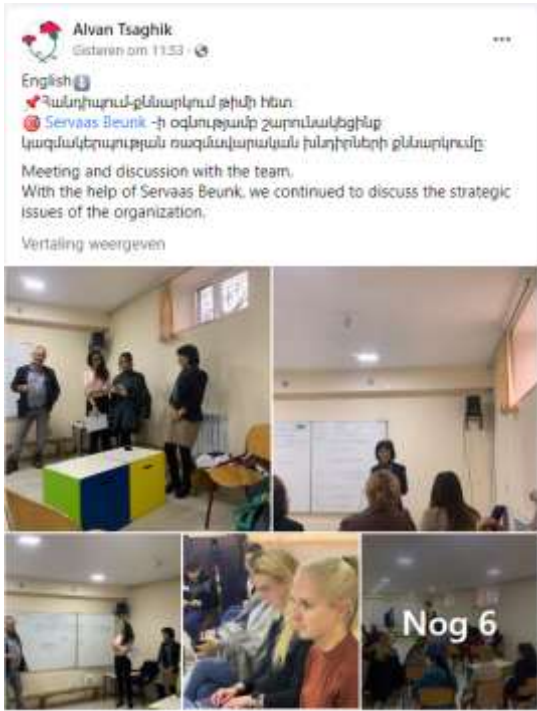 Alvan Tsaghik
Gisteren om 11:53
English⬇️
📌Հանդիպում-քննարկում թիմի հետ
🎯 Servaas Beunk -ի օգնությամբ շարունակեցինք
կազմակերպության ռազմավարական խնդիրների քննարկումը:
Meeting and discussion with the team.
With the help of Servaas Beunk, we continued to discuss the strategic
issues of the organization.
Vertaling weergeven
Nog 6